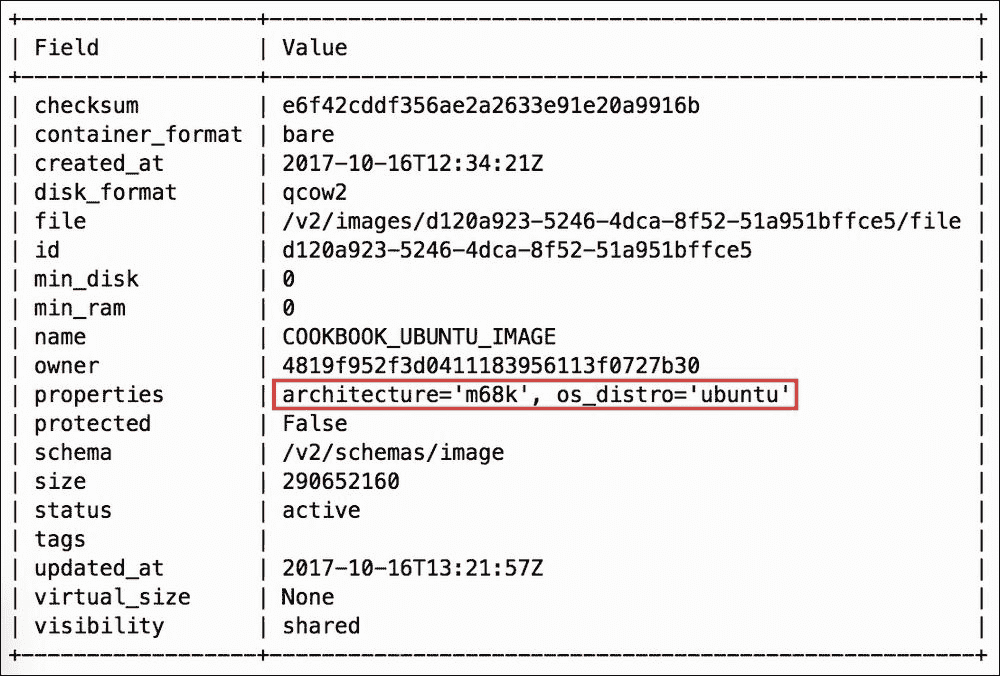 Field | Value
checksum | e6f42cddf356ae2a2633e91e20a9916b
container_format | bare
created_at | 2017-10-16T12:34:21Z
disk_format | qcow2
file | /v2/images/d120a923-5246-4dca-8f52-51a951bffce5/file
id | d120a923-5246-4dca-8f52-51a951bffce5
min_disk | 0
min_ram | 0
name | COOKBOOK_UBUNTU_IMAGE
owner | 4819f952f3d0411183956113f0727b30
properties | architecture='m68k', os_distro='ubuntu'
protected | False
schema | /v2/schemas/image
size | 290652160
status | active
tags |
updated_at | 2017-10-16T13:21:57Z
virtual_size | None
visibility | shared